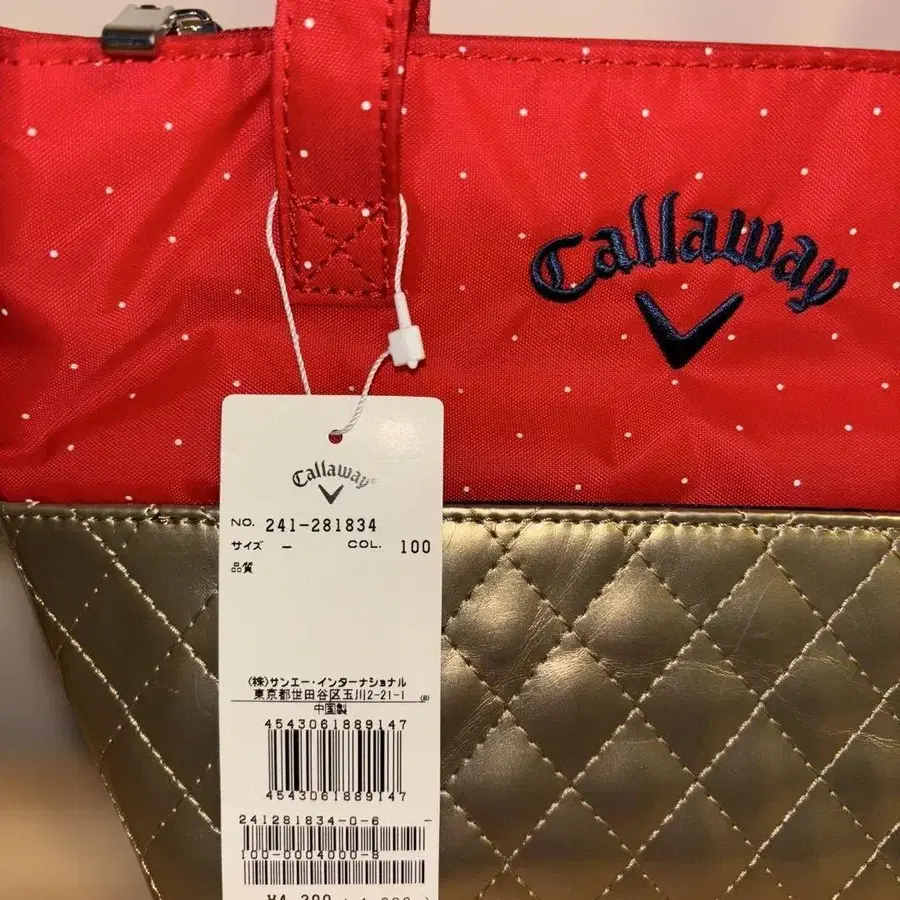 Callaway
Callaway
NO. 241-281834
サイズ - COL. 100
品質
(株)サンエー・インターナショナル
東京都世田谷区玉川2-21-1
中国製
4543061889147
4543061889147
241281834-0-6 -
100-0004000-8